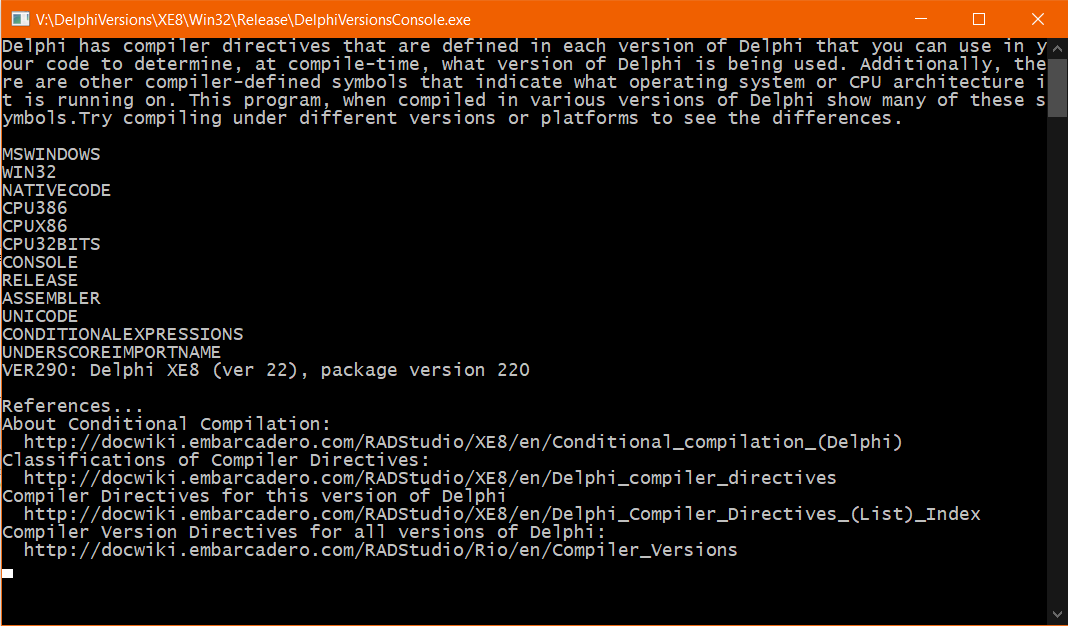 V:\DelphiVersions\XE8\Win32\Release\DelphiVersionsConsole.exe
Delphi has compiler directives that are defined in each version of Delphi that you can use in y
our code to determine, at compile-time, what version of Delphi is being used. Additionally, the
re are other compiler-defined symbols that indicate what operating system or CPU architecture i
t is running on. This program, when compiled in various versions of Delphi show many of these s
ymbols.Try compiling under different versions or platforms to see the differences.
MSWINDOWS
WIN32
NATIVECODE
CPU386
CPUX86
CPU32BITS
CONSOLE
RELEASE
ASSEMBLER
UNICODE
CONDITIONALEXPRESSIONS
UNDERSCOREIMPORTNAME
VER290: Delphi XE8 (ver 22), package version 220
References...
About Conditional Compilation:
http://docwiki.embarcadero.com/RADStudio/XE8/en/Conditional_compilation_(Delphi)
Classifications of Compiler Directives:
http://docwiki.embarcadero.com/RADStudio/XE8/en/Delphi_compiler_directives
Compiler Directives for this version of Delphi
http://docwiki.embarcadero.com/RADStudio/XE8/en/Delphi_Compiler_Directives_(List)_Index
Compiler Version Directives for all versions of Delphi:
http://docwiki.embarcadero.com/RADStudio/Rio/en/Compiler_Versions